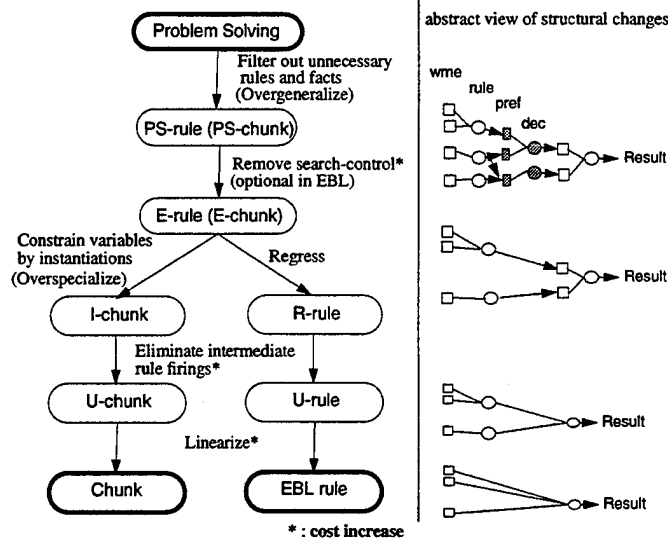 Problem Solving
Filter out unnecessary
rules and facts
(Overgeneralize)
PS-rule (PS-chunk)
Remove search-control*
(optional in EBL)
E-rule (E-chunk)
Constrain variables
by instantiations
(Overspecialize)
Regress
I-chunk
R-rule
Eliminate intermediate
rule firings*
U-chunk
U-rule
Linearize*
Chunk
EBL rule
* : cost increase
abstract view of structural changes
wme
rule
pref
dec
Result
Result
Result
Result